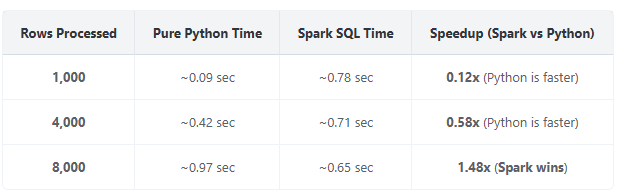 Rows Processed Pure Python Time Spark SQL Time Speedup (Spark vs Python)
1,000 ~0.09 sec ~0.78 sec 0.12x (Python is faster)
4,000 ~0.42 sec ~0.71 sec 0.58x (Python is faster)
8,000 ~0.97 sec ~0.65 sec 1.48x (Spark wins)